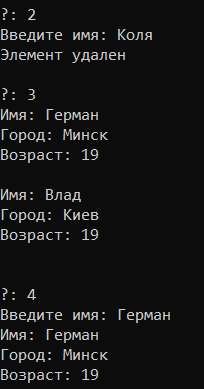 ?: 2
Введите имя: Коля
Элемент удален
?: 3
Имя: Герман
Город: Минск
Возраст: 19
Имя: Влад
Город: Киев
Возраст: 19
?: 4
Введите имя: Герман
Имя: Герман
Город: Минск
Возраст: 19